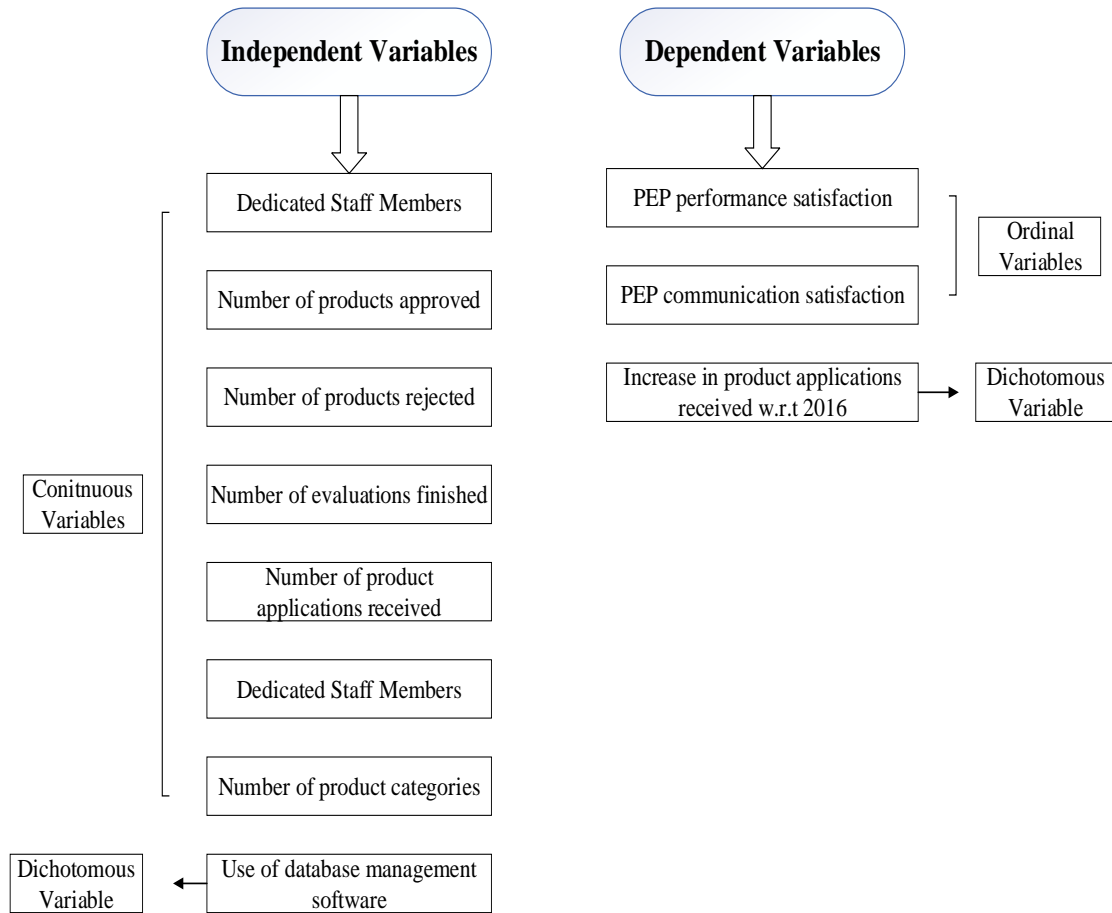 Independent Variables
Dedicated Staff Members
Number of products approved
Number of products rejected
Number of evaluations finished
Number of product
applications received
Dedicated Staff Members
Number of product categories
Use of database management
software
Conitnuous
Variables
Dichotomous
Variable
Dependent Variables
PEP performance satisfaction
PEP communication satisfaction
Increase in product applications
received w.r.t 2016
Ordinal
Variables
Dichotomous
Variable